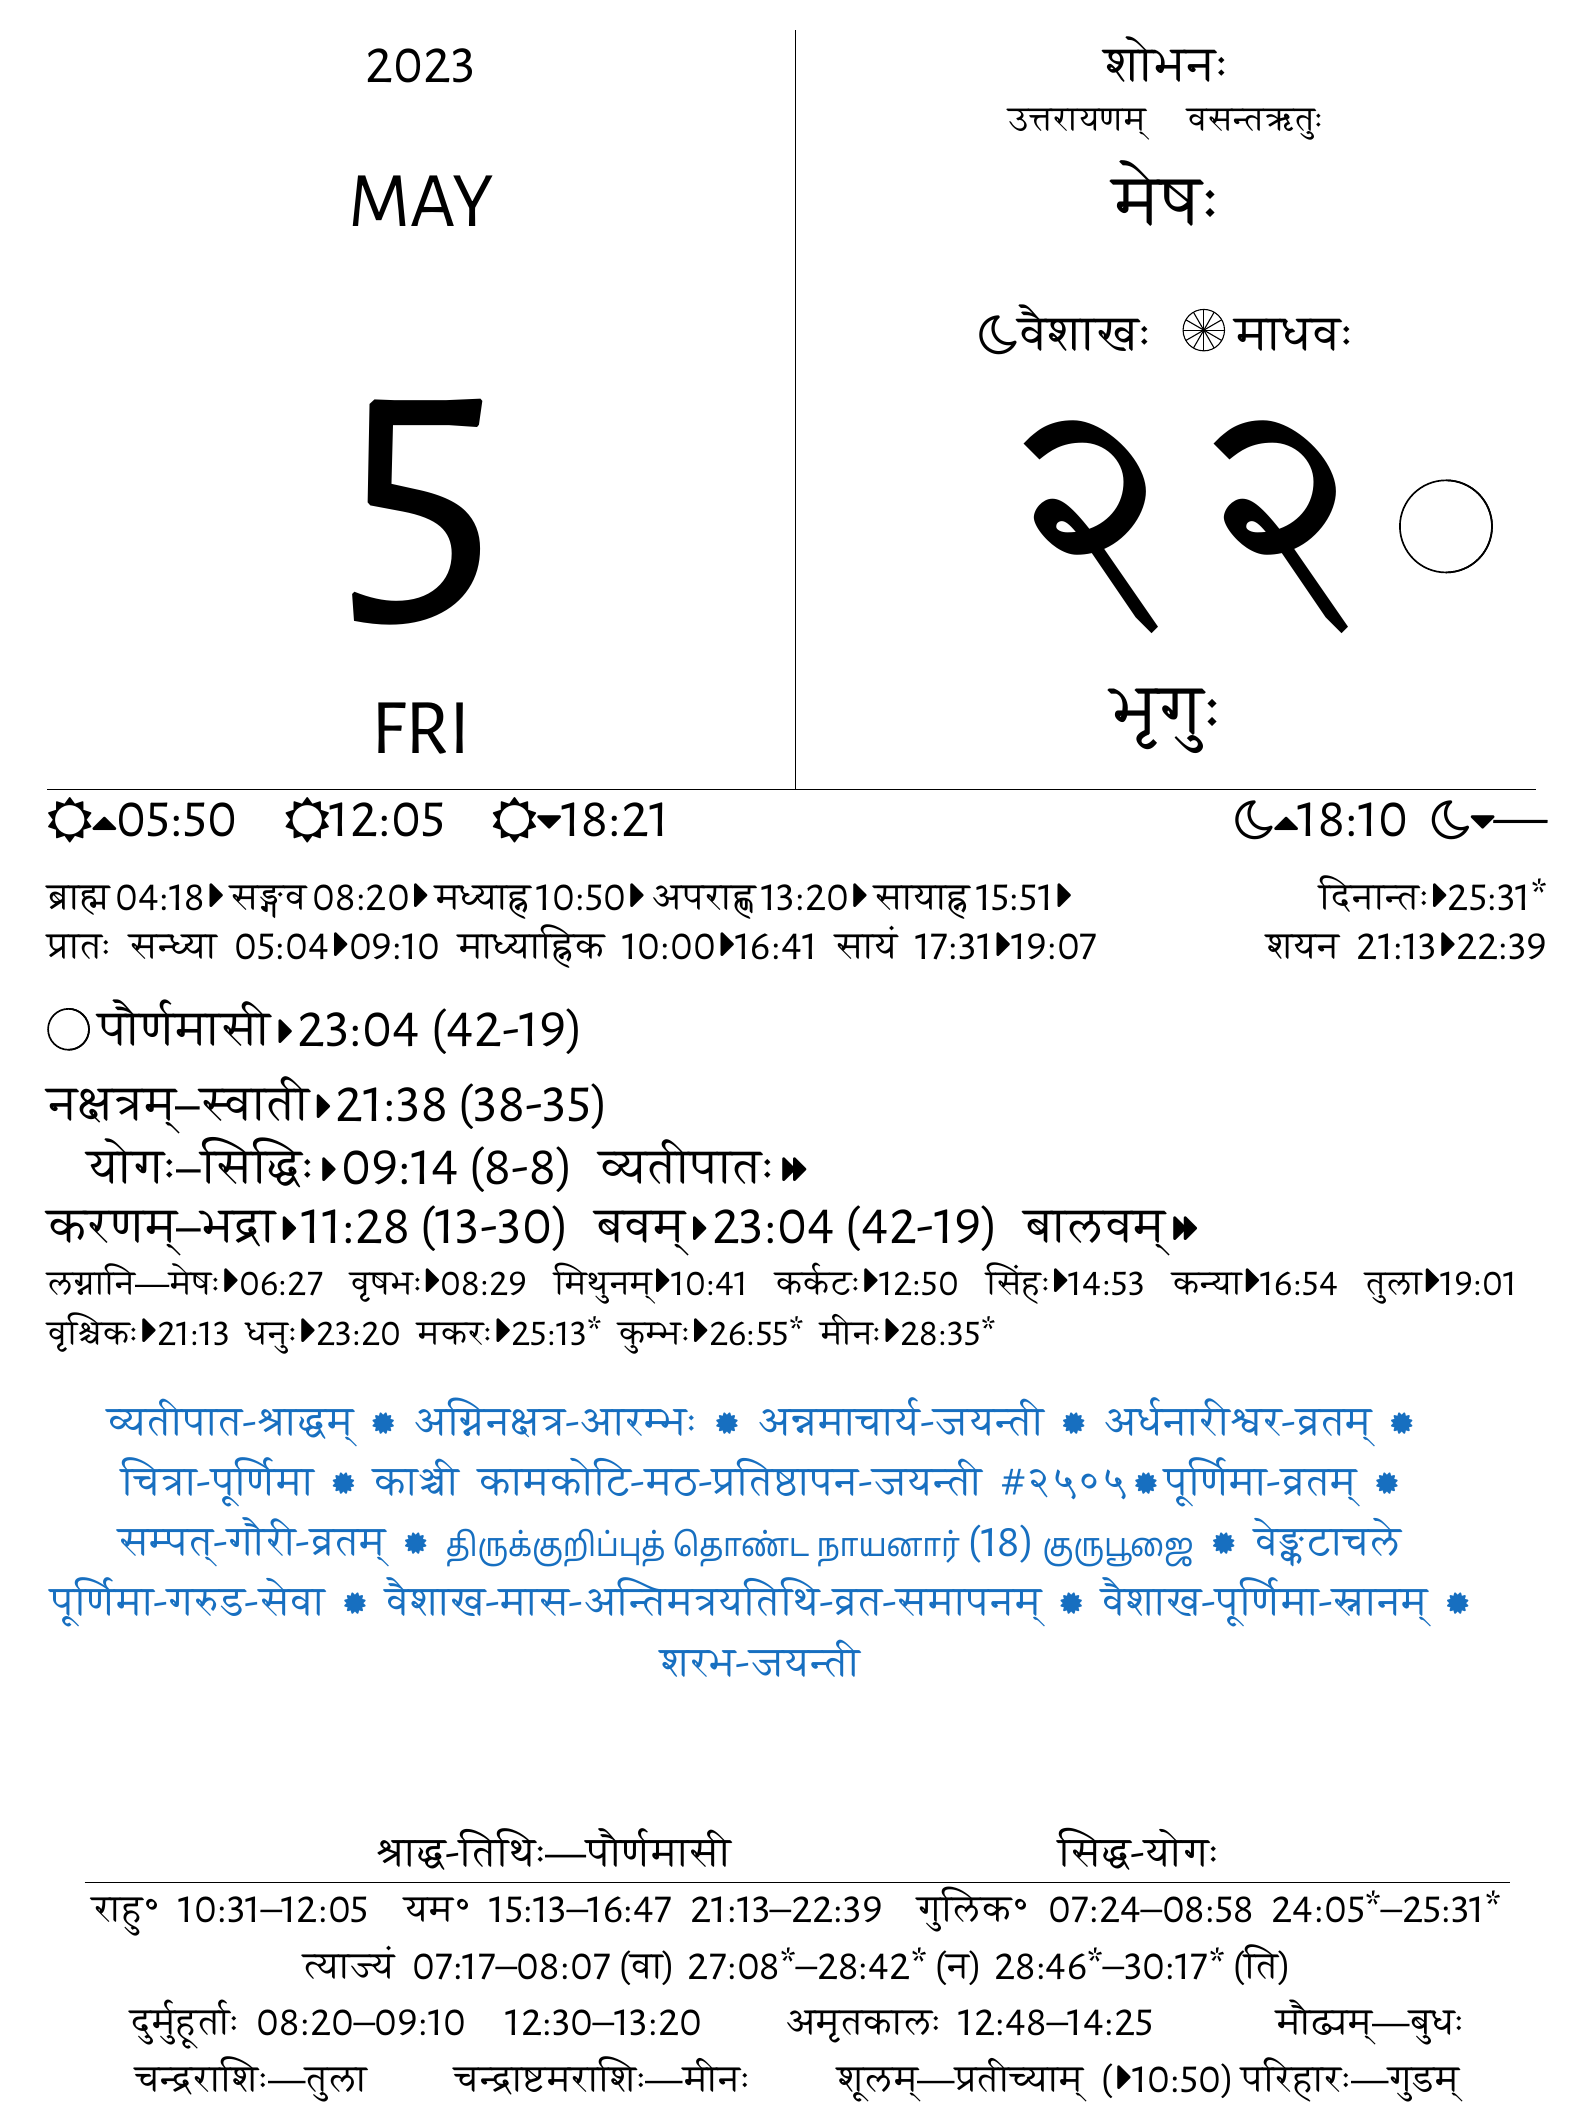 2023
MAY
5
FRI
शोभनः
उत्तरायणम् वसन्तऋतुः
मेषः
वैशाखः माधवः
२२
भृगुः
05:50 12:05 18:21 18:10 —
ब्राह्म 04:18 सङ्गव 08:20 मध्याह्न 10:50 अपराह्ण 13:20 सायाह्न 15:51 दिनान्तः 25:31*
प्रातः सन्ध्या 05:04 09:10 माध्याह्निक 10:00 16:41 सायं 17:31 19:07 शयन 21:13 22:39
पौर्णमासी 23:04 (42-19)
नक्षत्रम्–स्वाती 21:38 (38-35)
योगः–सिद्धिः 09:14 (8-8) व्यतीपातः
करणम्–भद्रा 11:28 (13-30) बवम् 23:04 (42-19) बालवम्
लग्नानि—मेषः 06:27 वृषभः 08:29 मिथुनम् 10:41 कर्कटः 12:50 सिंहः 14:53 कन्या 16:54 तुला 19:01
वृश्चिकः 21:13 धनुः 23:20 मकरः 25:13* कुम्भः 26:55* मीनः 28:35*
व्यतीपात-श्राद्धम् ✹ अग्निनक्षत्र-आरम्भः ✹ अन्नमाचार्य-जयन्ती ✹ अर्धनारीश्वर-व्रतम् ✹
चित्रा-पूर्णिमा ✹ काञ्ची कामकोटि-मठ-प्रतिष्ठापन-जयन्ती #२५०५ ✹ पूर्णिमा-व्रतम् ✹
सम्पत्-गौरी-व्रतम् ✹ திருக்குறிப்புத் தொண்ட நாயனார் (18) குருபூஜை ✹ वेङ्कटाचले
पूर्णिमा-गरुड-सेवा ✹ वैशाख-मास-अन्तिमत्रयतिथि-व्रत-समापनम् ✹ वैशाख-पूर्णिमा-स्नानम् ✹
शरभ-जयन्ती
श्राद्ध-तिथिः—पौर्णमासी सिद्ध-योगः
राहु॰ 10:31–12:05 यम॰ 15:13–16:47 21:13–22:39 गुलिक॰ 07:24–08:58 24:05*–25:31*
त्याज्यं 07:17–08:07 (वा) 27:08*–28:42* (न) 28:46*–30:17* (ति)
दुर्मुहूर्ताः 08:20–09:10 12:30–13:20 अमृतकालः 12:48–14:25 मौढ्यम्—बुधः
चन्द्रराशिः—तुला चन्द्राष्टमराशिः—मीनः शूलम्—प्रतीच्याम् (10:50) परिहारः—गुडम्